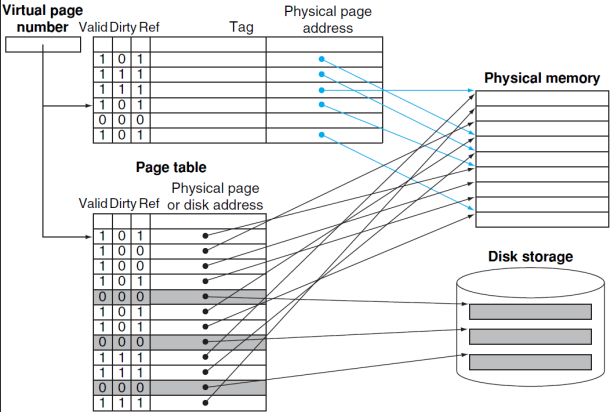 Virtual page
number
Valid Dirty Ref
Tag
Physical page
address
1 0 1
1 1 1
1 1 1
1 0 1
0 0 0
1 0 1
Physical memory
Page table
Physical page
or disk address
Valid Dirty Ref
1 0 1
1 0 0
1 0 0
1 0 1
0 0 0
1 0 1
1 0 1
0 0 0
1 1 1
1 1 1
0 0 0
1 1 1
Disk storage